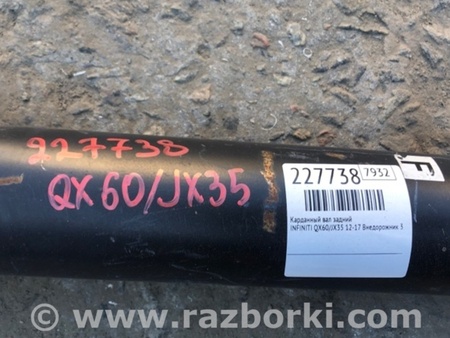 227738
QX60/JX35
227738 7932
Карданный вал задний
INFINITI QX60/JX35 12-17 Внедорожник 3
F
www.razborki.com